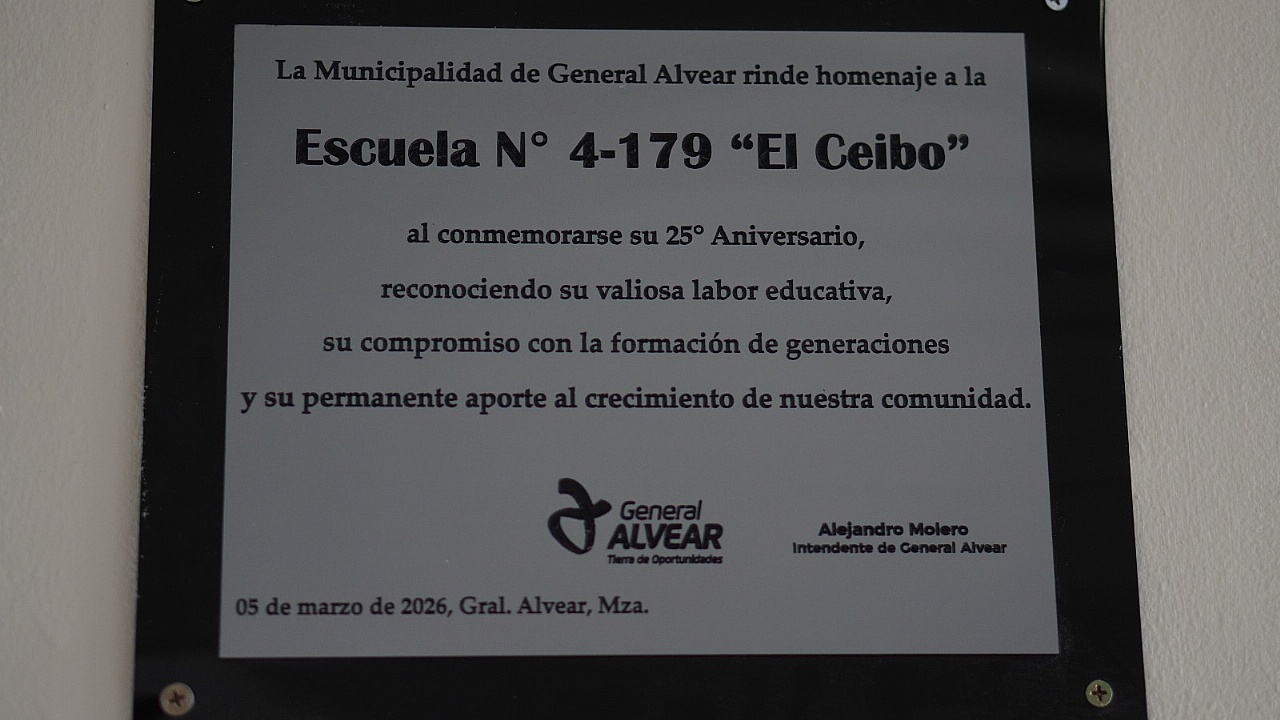 La Municipalidad de General Alvear rinde homenaje a la
Escuela N° 4-179 “El Ceibo”
al conmemorarse su 25° Aniversario,
reconociendo su valiosa labor educativa,
su compromiso con la formación de generaciones
y su permanente aporte al crecimiento de nuestra comunidad.
General
ALVEAR
Tierra de Oportunidades
Alejandro Molero
Intendente de General Alvear
05 de marzo de 2026, Gral. Alvear, Mza.